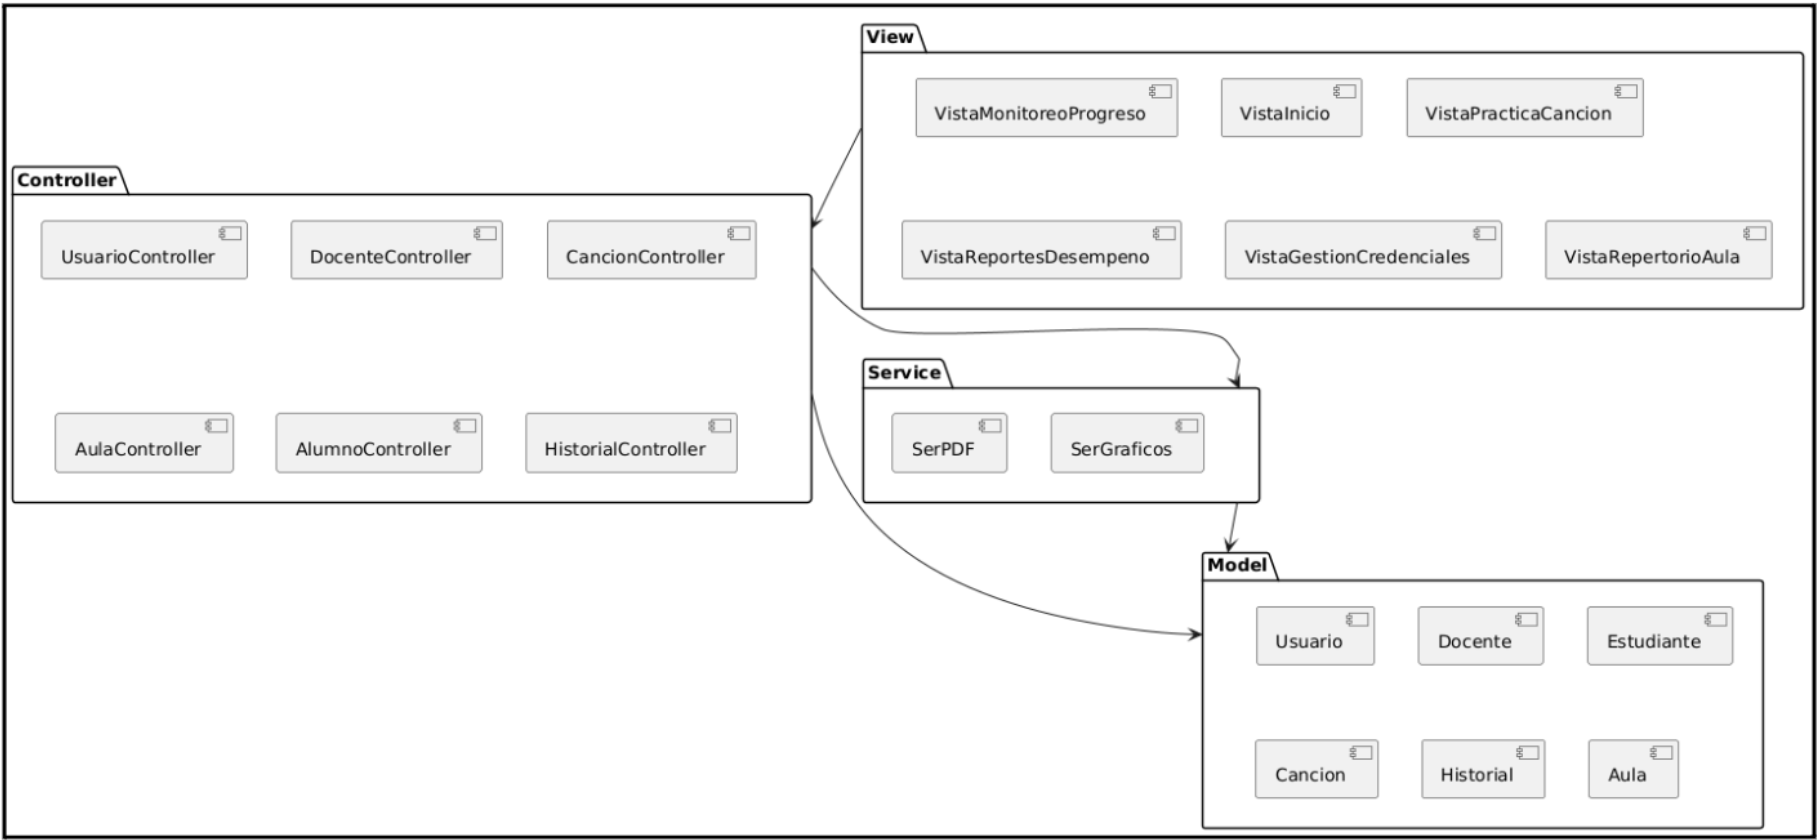 View
VistaMonitoreoProgreso
VistaInicio
VistaPracticaCancion
VistaReportesDesempeno
VistaGestionCredenciales
VistaRepertorioAula
Controller
UsuarioController
DocenteController
CancionController
AulaController
AlumnoController
HistorialController
Service
SerPDF
SerGraficos
Model
Usuario
Docente
Estudiante
Cancion
Historial
Aula